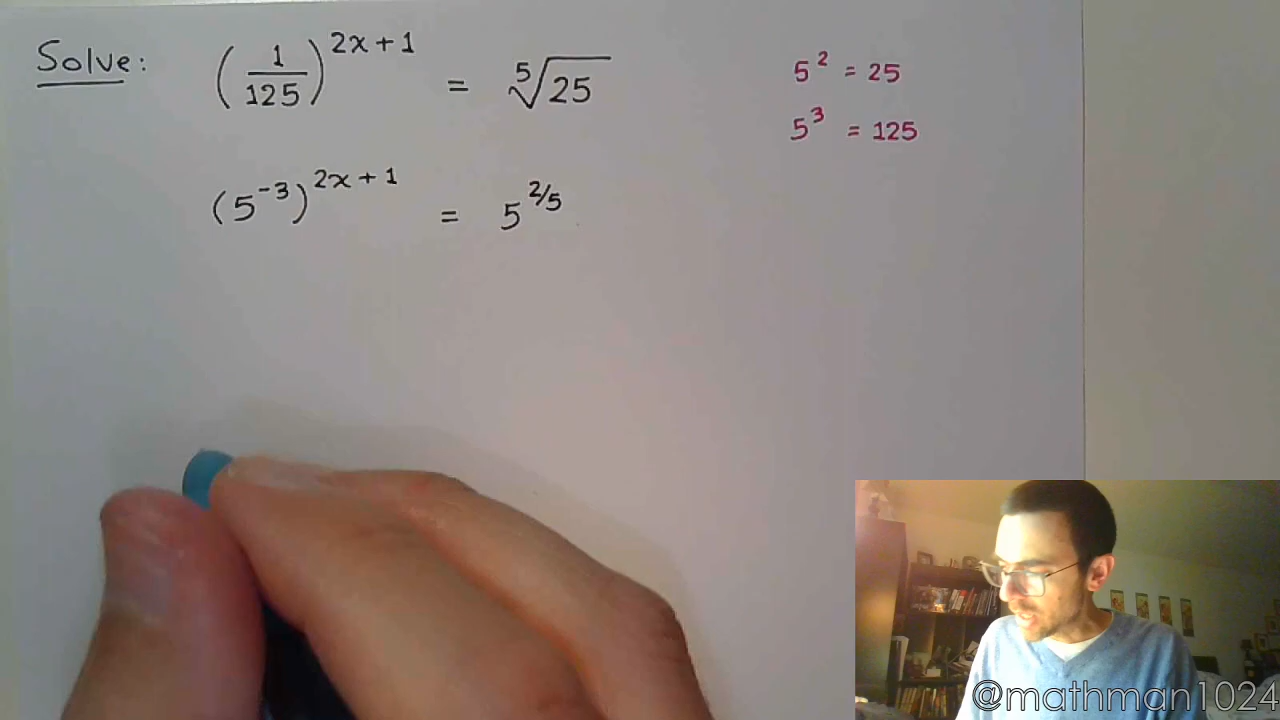 Solve: (1/125)^(2x+1) = ⁵√25
5² = 25
5³ = 125
(5⁻³)^(2x+1) = 5^(2/5)
@mathman1024